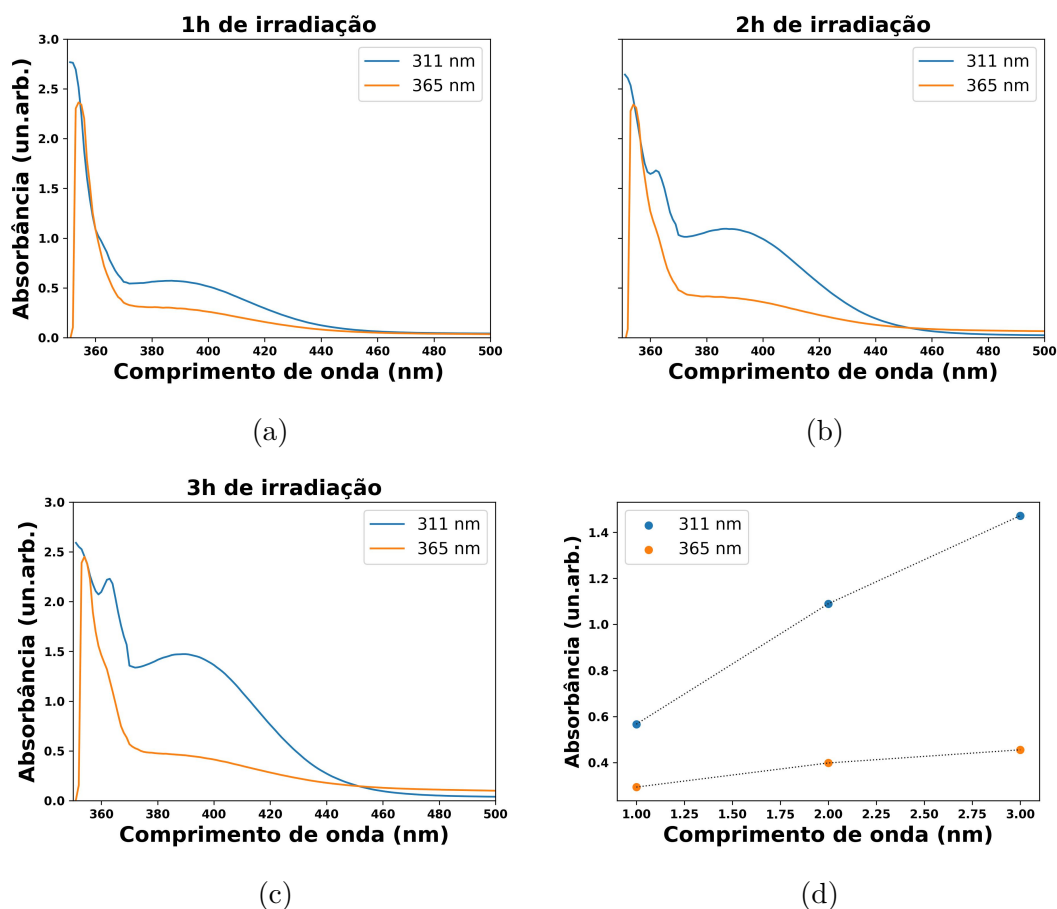 1h de irradiação
Absorbância (un.arb.)
3.0
2.5
2.0
1.5
1.0
0.5
0.0
311 nm
365 nm
360 380 400 420 440 460 480 500
Comprimento de onda (nm)
(a)
2h de irradiação
311 nm
365 nm
360 380 400 420 440 460 480 500
Comprimento de onda (nm)
(b)
3h de irradiação
Absorbância (un.arb.)
3.0
2.5
2.0
1.5
1.0
0.5
0.0
311 nm
365 nm
360 380 400 420 440 460 480 500
Comprimento de onda (nm)
(c)
Absorbância (un.arb.)
1.4
1.2
1.0
0.8
0.6
0.4
311 nm
365 nm
1.00 1.25 1.50 1.75 2.00 2.25 2.50 2.75 3.00
Comprimento de onda (nm)
(d)